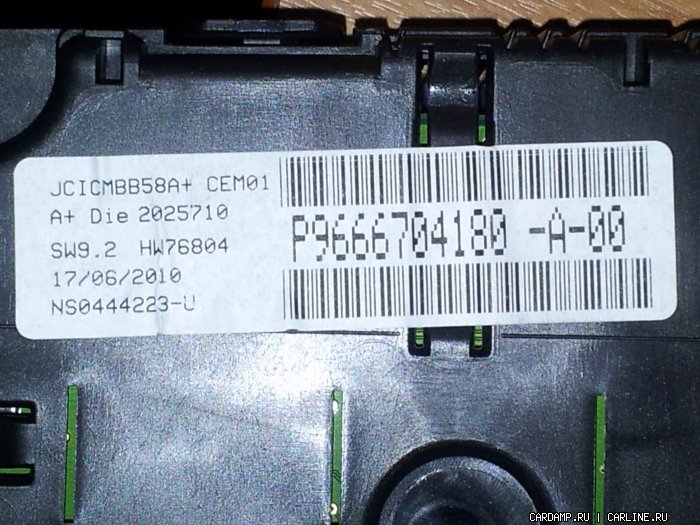 JCICMBB58A+ CEM01
A+ Die 2025710
SW9.2 HW76804
17/06/2010
NS0444223-U
P9666704180 -A-00
CARDAMP.RU | CARLINE.RU